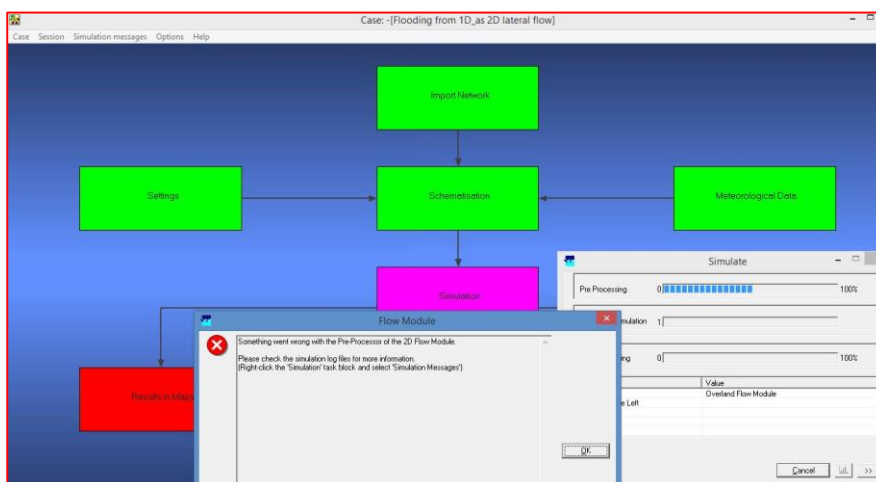 Case: -[Flooding from 1D_as 2D lateral flow]
Case Session Simulation messages Options Help
Import Network
Settings
Schematisation
Meteorological Data
Simulation
Simulate
Pre Processing 0 100%
mulation 1
ng 0 100%
Value
Overland Flow Module
e Left
Cancel >>
Flow Module
Something went wrong with the Pre-Processor of the 2D Flow Module.
Please check the simulation log files for more information.
(Right-click the 'Simulation' task block and select 'Simulation Messages')
OK
Results in Maps